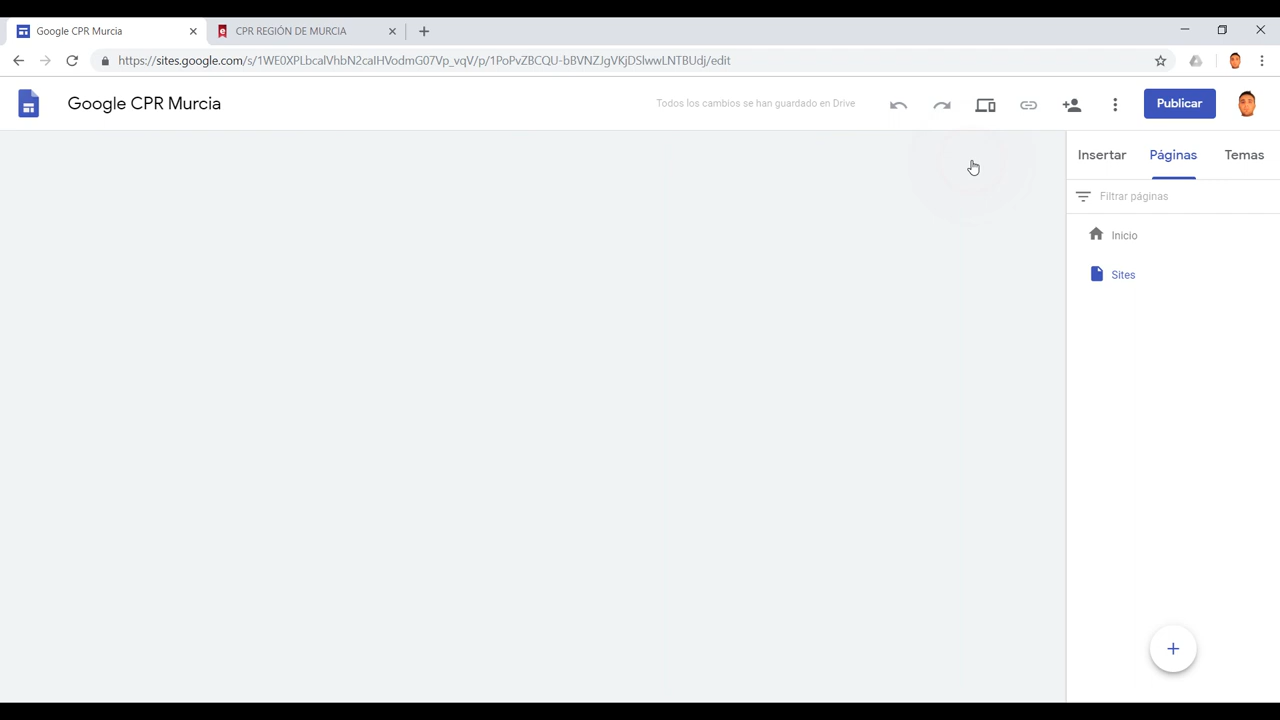 Google CPR Murcia
CPR REGIÓN DE MURCIA
https://sites.google.com/s/1WE0XPLbcalVhbN2caIHVodmG07Vp_vqV/p/1PoPvZBCQU-bBVNZJgVKjDSlwwLNTBUdj/edit
Google CPR Murcia
Todos los cambios se han guardado en Drive
Publicar
Insertar
Páginas
Temas
Filtrar páginas
Inicio
Sites